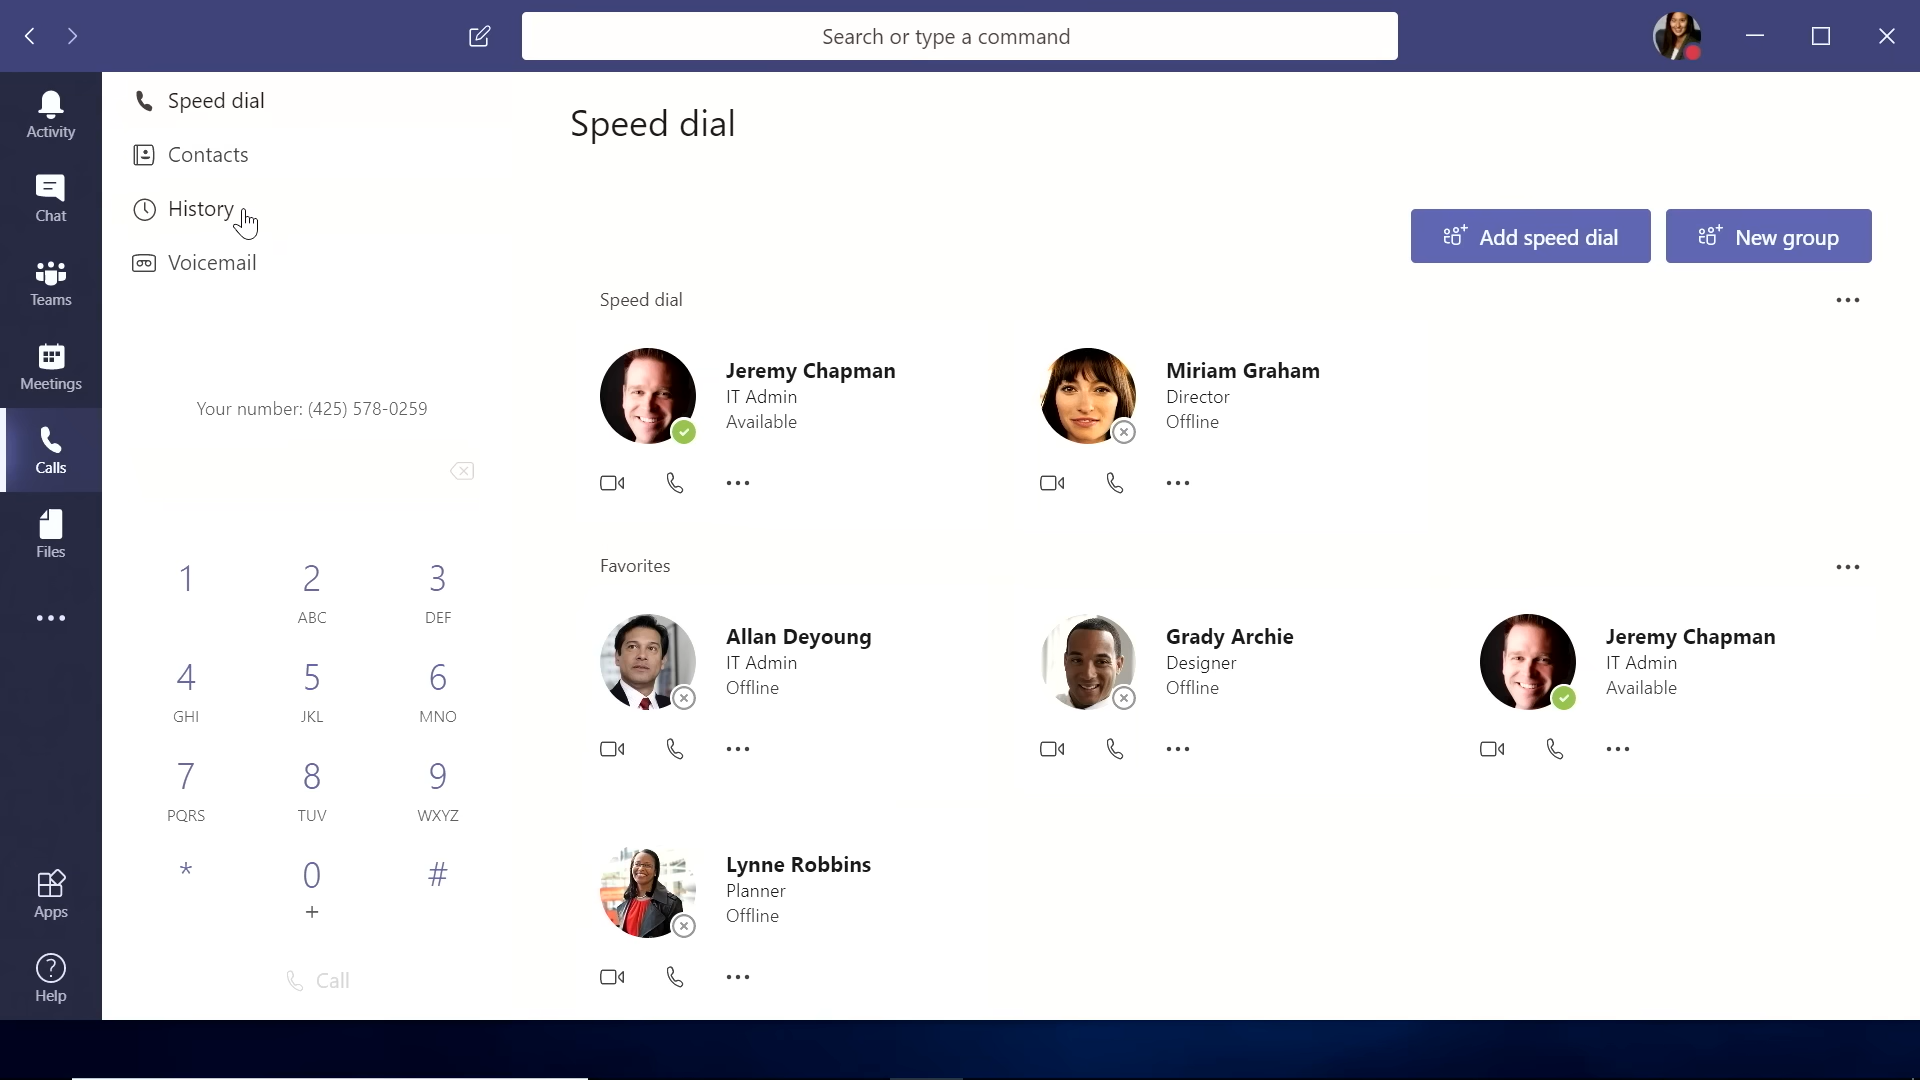 Search or type a command
Activity
Chat
Teams
Meetings
Calls
Files
Apps
Help
Speed dial
Contacts
History
Voicemail
Your number: (425) 578-0259
1
2
3
ABC
DEF
4
5
6
GHI
JKL
MNO
7
8
9
PQRS
TUV
WXYZ
*
0
#
+
Call
Speed dial
Add speed dial
New group
Speed dial
Jeremy Chapman
IT Admin
Available
Miriam Graham
Director
Offline
Favorites
Allan Deyoung
IT Admin
Offline
Grady Archie
Designer
Offline
Jeremy Chapman
IT Admin
Available
Lynne Robbins
Planner
Offline